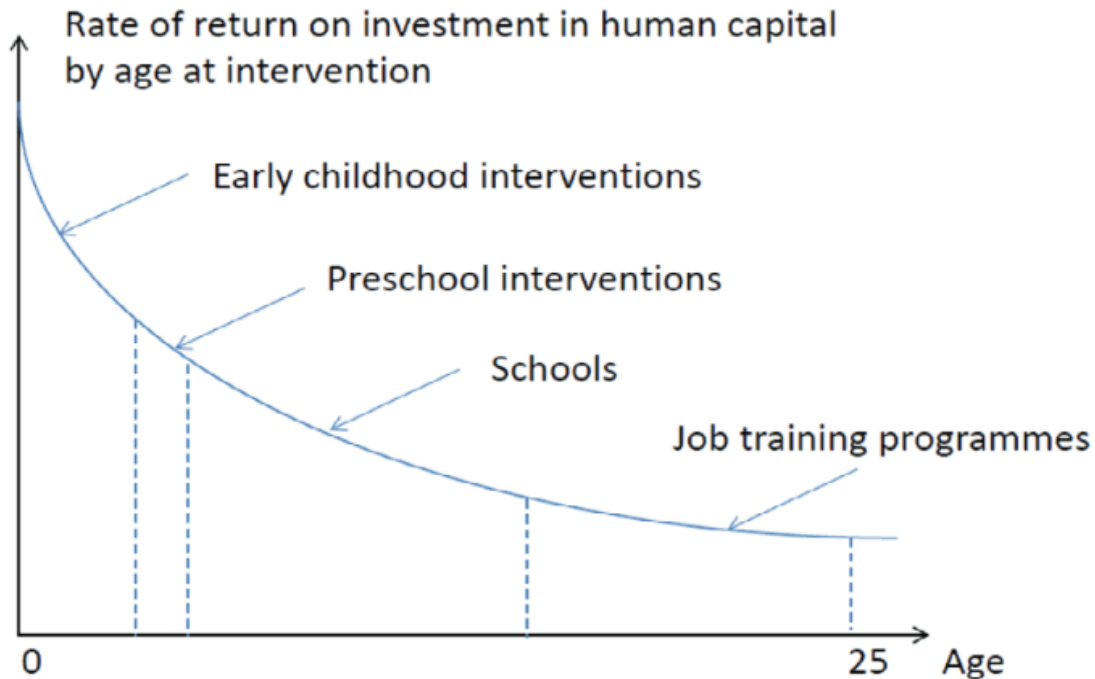 Rate of return on investment in human capital
by age at intervention
Early childhood interventions
Preschool interventions
Schools
Job training programmes
0
25
Age